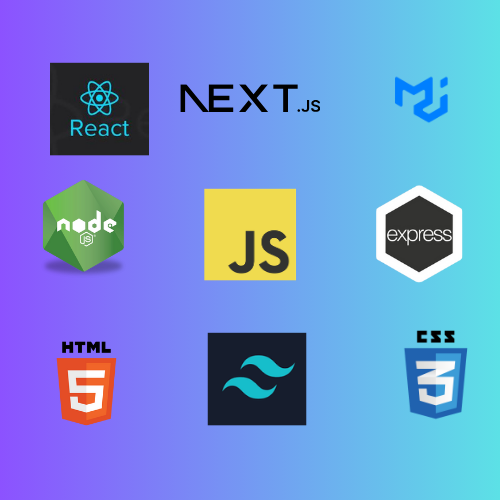 React
NEXT.JS
node
JS
JS
express
HTML
5
CSS
3